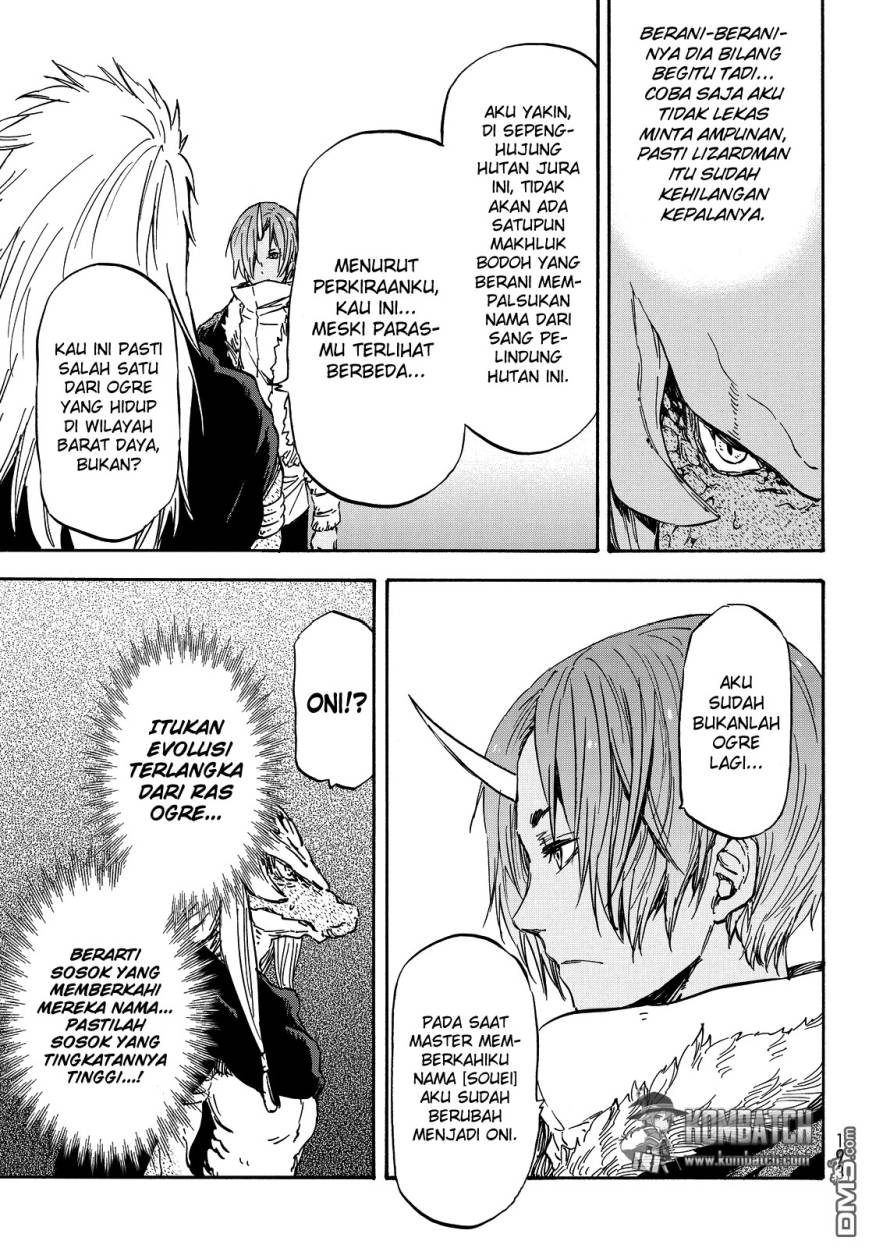 BERANI-BERANI-
NYA DIA BILANG
BEGITU TADI...
COBA SAJA AKU
TIDAK LEKAS
MINTA AMPUNAN,
PASTI LIZARDMAN
ITU SUDAH
KEHILANGAN
KEPALANYA.
AKU YAKIN,
DI SEPENG-
HUJUNG
HUTAN JURA
INI, TIDAK
AKAN ADA
SATUPUN
MAKHLUK
BODOH YANG
BERANI MEM-
PALSUKAN
NAMA DARI
SANG PE-
LINDUNG
HUTAN INI.
MENURUT
PERKIRAANKU,
KAU INI...
MESKI PARAS-
MU TERLIHAT
BERBEDA...
KAU INI PASTI
SALAH SATU
DARI OGRE
YANG HIDUP
DI WILAYAH
BARAT DAYA,
BUKAN?
AKU
SUDAH
BUKANLAH
OGRE
LAGI...
PADA SAAT
MASTER MEM-
BERKAHIKU
NAMA [SOUEI]
AKU SUDAH
BERUBAH
MENJADI ONI.
ONI!?
ITUKAN
EVOLUSI
TERLANGKA
DARI RAS
OGRE...
BERARTI
SOSOK YANG
MEMBERKAHI
MEREKA NAMA...
PASTILAH
SOSOK YANG
TINGKATANNYA
TINGGI...!
KOMBATCH
www.kombatch.com
DM5.com